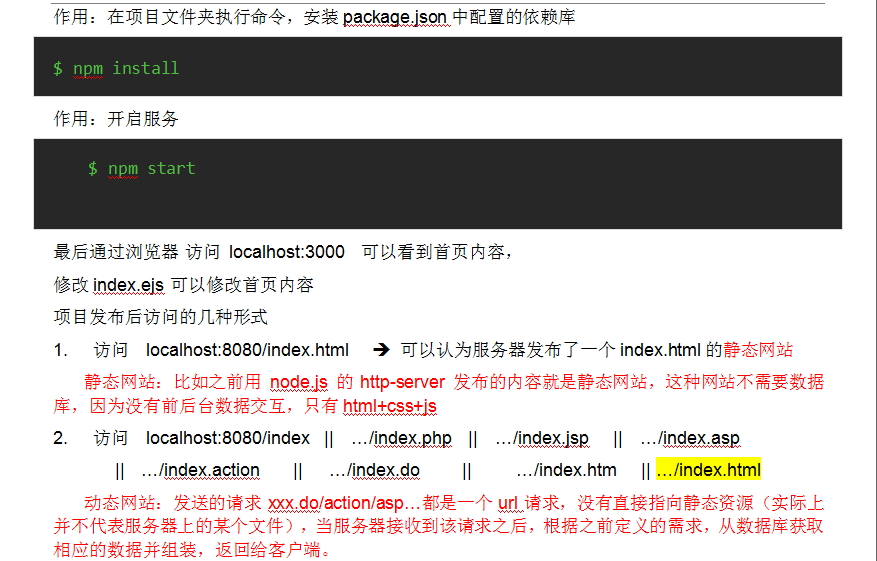 作用：在项目文件夹执行命令，安装 package.json 中配置的依赖库
$ npm install
作用：开启服务
$ npm start
最后通过浏览器 访问 localhost:3000 可以看到首页内容，
修改 index.ejs 可以修改首页内容
项目发布后访问的几种形式
1. 访问 localhost:8080/index.html → 可以认为服务器发布了一个 index.html 的静态网站
静态网站：比如之前用 node.js 的 http-server 发布的内容就是静态网站，这种网站不需要数据
库，因为没有前后台数据交互，只有 html+css+js
2. 访问 localhost:8080/index || …/index.php || …/index.jsp || …/index.asp
|| …/index.action || …/index.do || …/index.htm || …/index.html
动态网站：发送的请求 xxx.do/action/asp…都是一个 url 请求，没有直接指向静态资源（实际上
并不代表服务器上的某个文件），当服务器接收到该请求之后，根据之前定义的需求，从数据库获取
相应的数据并组装，返回给客户端。